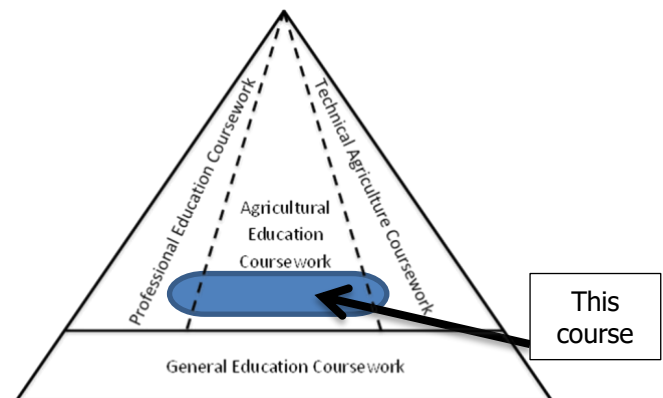 Professional Education Coursework
Technical Agriculture Coursework
Agricultural
Education
Coursework
This
course
General Education Coursework